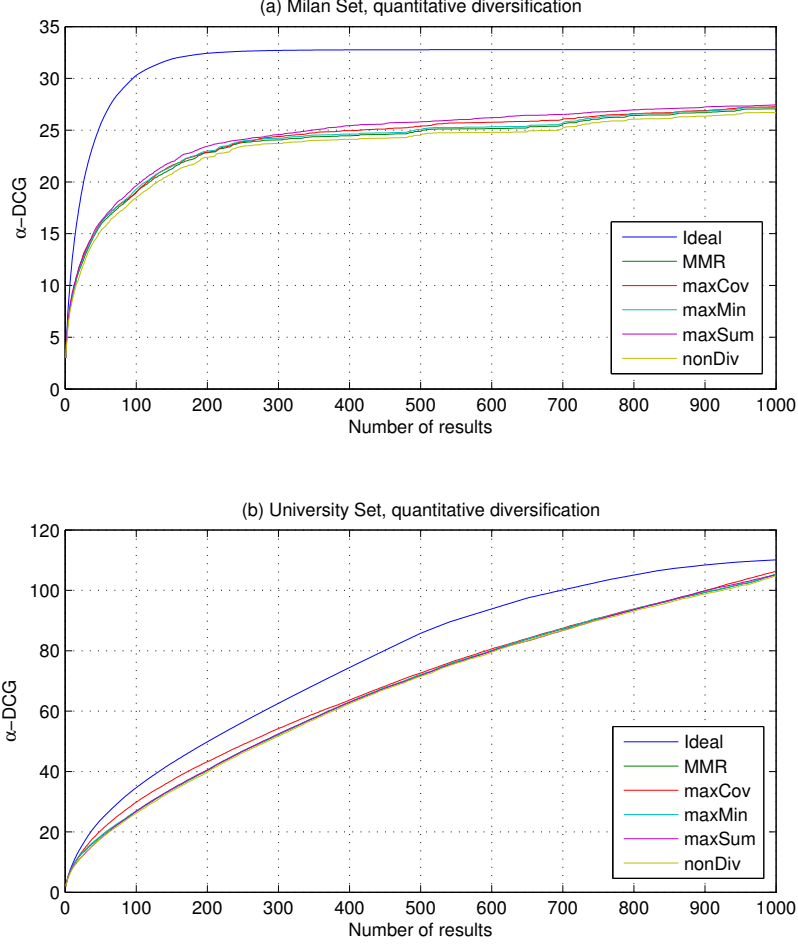 (a) Milan Set, quantitative diversification
35
30
25
20
15
10
5
0
α−DCG
Ideal
MMR
maxCov
maxMin
maxSum
nonDiv
0 100 200 300 400 500 600 700 800 900 1000
Number of results
(b) University Set, quantitative diversification
120
100
80
60
40
20
0
α−DCG
Ideal
MMR
maxCov
maxMin
maxSum
nonDiv
0 100 200 300 400 500 600 700 800 900 1000
Number of results